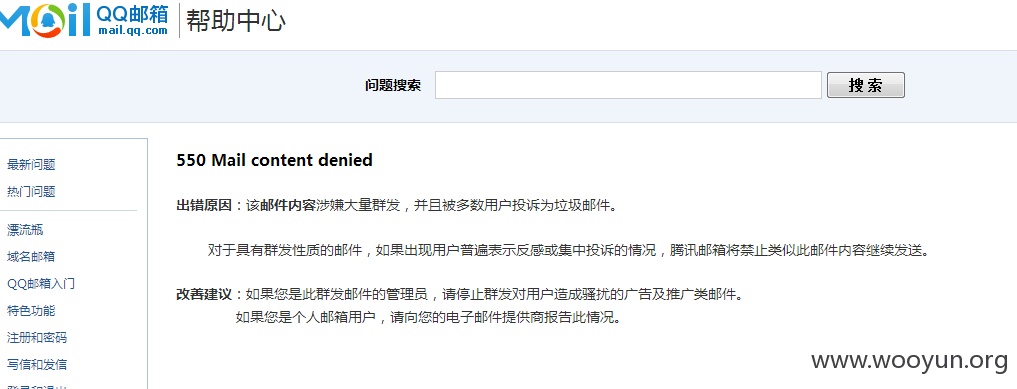 Mail QQ邮箱 帮助中心
mail.qq.com
问题搜索 搜 索
最新问题
热门问题
漂流瓶
域名邮箱
QQ邮箱入门
特色功能
注册和密码
写信和发信
登录和退出
550 Mail content denied
出错原因：该邮件内容涉嫌大量群发，并且被多数用户投诉为垃圾邮件。
对于具有群发性质的邮件，如果出现用户普遍表示反感或集中投诉的情况，腾讯邮箱将禁止类似此邮件内容继续发送。
改善建议：如果您是此群发邮件的管理员，请停止群发对用户造成骚扰的广告及推广类邮件。
如果您是个人邮箱用户，请向您的电子邮件提供商报告此情况。
www.wooyun.org